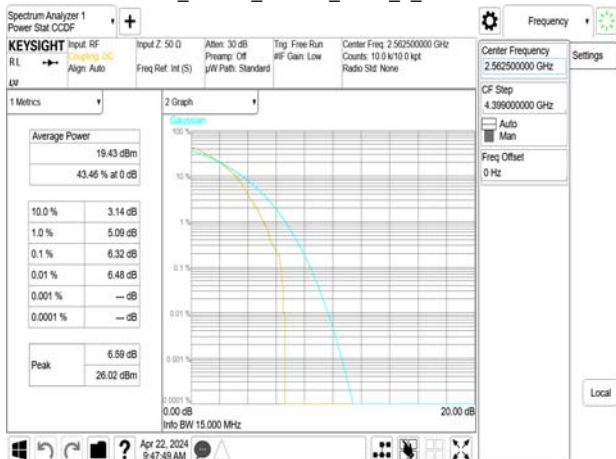 Spectrum Analyzer 1
Power Stat CCDF
Frequency
KEYSIGHT
RL
Input: RF
Coupling: DC
Align: Auto
Input Z: 50 Ω
Freq Ref: Int (S)
Atten: 30 dB
Preamp: Off
µW Path: Standard
Trig: Free Run
#IF Gain: Low
Center Freq: 2.562500000 GHz
Counts: 10.0 k/10.0 kpt
Radio Std: None
Center Frequency
2.562500000 GHz
Settings
CF Step
4.399000000 GHz
Auto
Man
Freq Offset
0 Hz
Local
1 Metrics
Average Power
19.43 dBm
43.46 % at 0 dB
10.0 % 3.14 dB
1.0 % 5.09 dB
0.1 % 6.32 dB
0.01 % 6.48 dB
0.001 % --- dB
0.0001 % --- dB
Peak
6.59 dB
26.02 dBm
2 Graph
Gaussian
100 %
10 %
1 %
0.1 %
0.01 %
0.001 %
0.0001 %
0.00 dB
20.00 dB
Info BW 15.000 MHz
?
Apr 22, 2024
9:47:49 AM